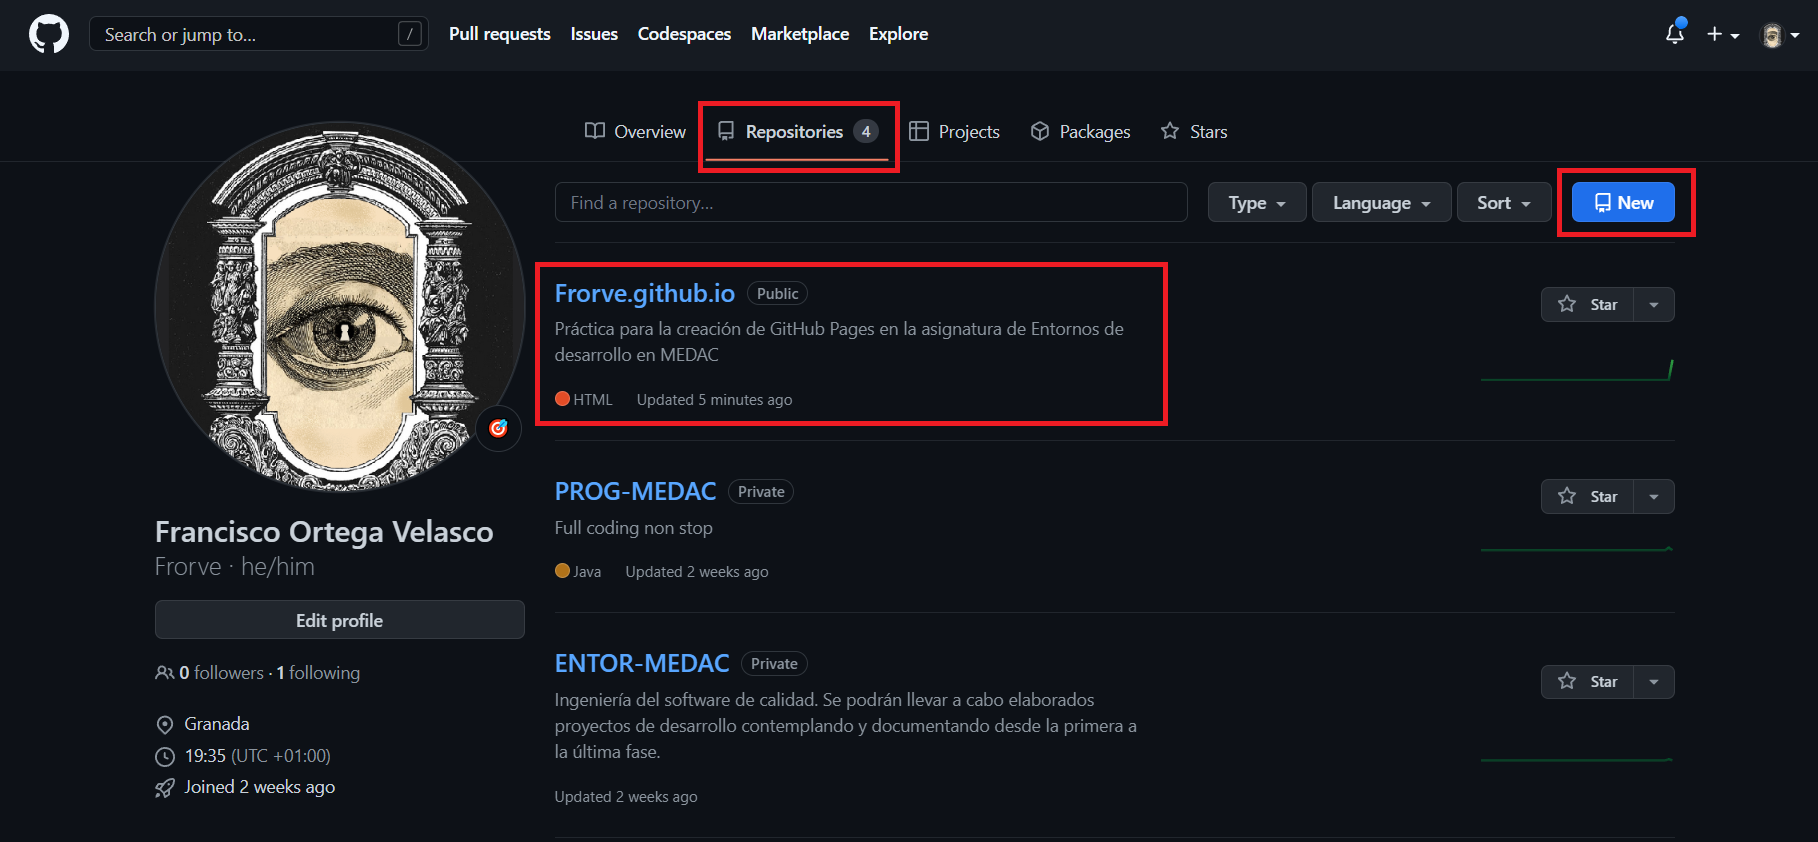 Search or jump to... /
Pull requests Issues Codespaces Marketplace Explore
Overview Repositories 4 Projects Packages Stars
Find a repository...
Type Language Sort New
Frorve.github.io Public
Práctica para la creación de GitHub Pages en la asignatura de Entornos de
desarrollo en MEDAC
HTML Updated 5 minutes ago
Star
PROG-MEDAC Private
Full coding non stop
Java Updated 2 weeks ago
Star
ENTOR-MEDAC Private
Ingeniería del software de calidad. Se podrán llevar a cabo elaborados
proyectos de desarrollo contemplando y documentando desde la primera a
la última fase.
Updated 2 weeks ago
Star
Francisco Ortega Velasco
Frorve · he/him
Edit profile
0 followers · 1 following
Granada
19:35 (UTC +01:00)
Joined 2 weeks ago